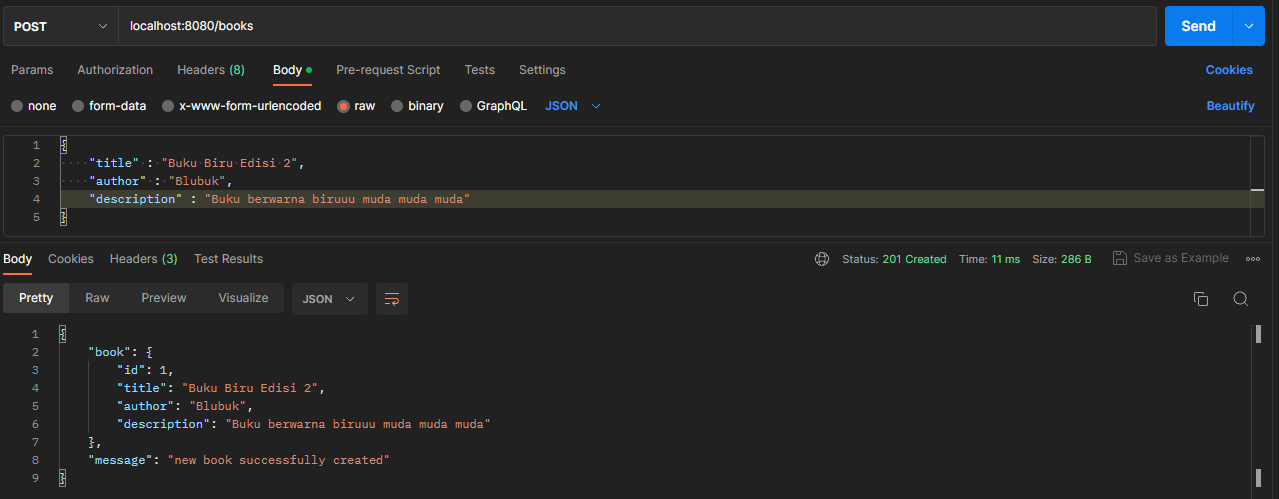 POST localhost:8080/books Send
Params Authorization Headers (8) Body Pre-request Script Tests Settings Cookies
none form-data x-www-form-urlencoded raw binary GraphQL JSON Beautify
1 {
2 "title" : "Buku Biru Edisi 2",
3 "author" : "Blubuk",
4 "description" : "Buku berwarna biruuu muda muda muda"
5 }
Body Cookies Headers (3) Test Results Status: 201 Created Time: 11 ms Size: 286 B Save as Example
Pretty Raw Preview Visualize JSON
1 {
2 "book": {
3 "id": 1,
4 "title": "Buku Biru Edisi 2",
5 "author": "Blubuk",
6 "description": "Buku berwarna biruuu muda muda muda"
7 },
8 "message": "new book successfully created"
9 }